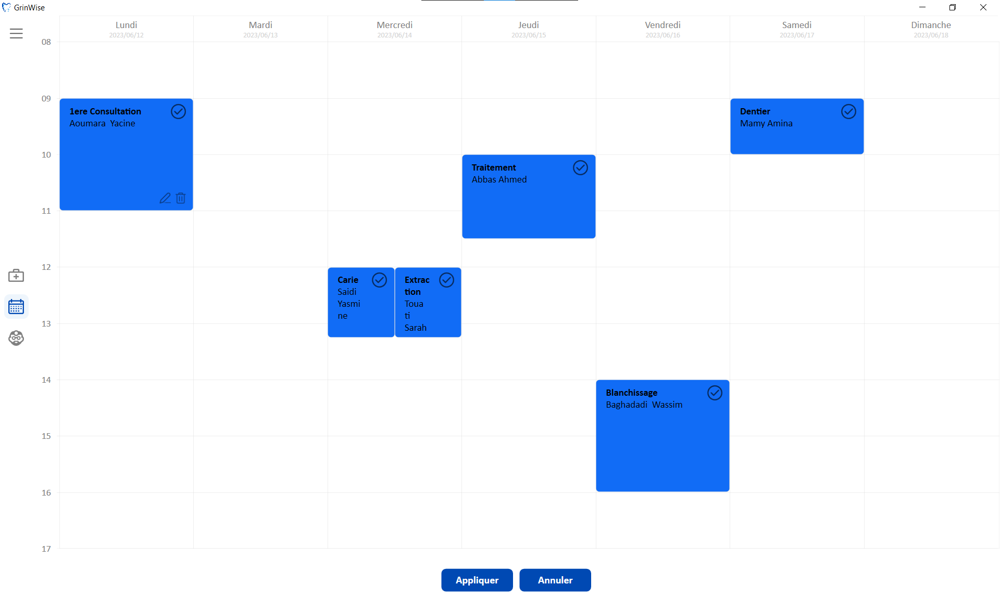 GrinWise
Lundi
2023/06/12
Mardi
2023/06/13
Mercredi
2023/06/14
Jeudi
2023/06/15
Vendredi
2023/06/16
Samedi
2023/06/17
Dimanche
2023/06/18
08
09
10
11
12
13
14
15
16
17
1ere Consultation
Aoumara  Yacine
Carie
Saidi
Yasmi
ne
Extrac
tion
Toua
ti
Sarah
Traitement
Abbas Ahmed
Blanchissage
Baghadadi  Wassim
Dentier
Mamy Amina
Appliquer
Annuler